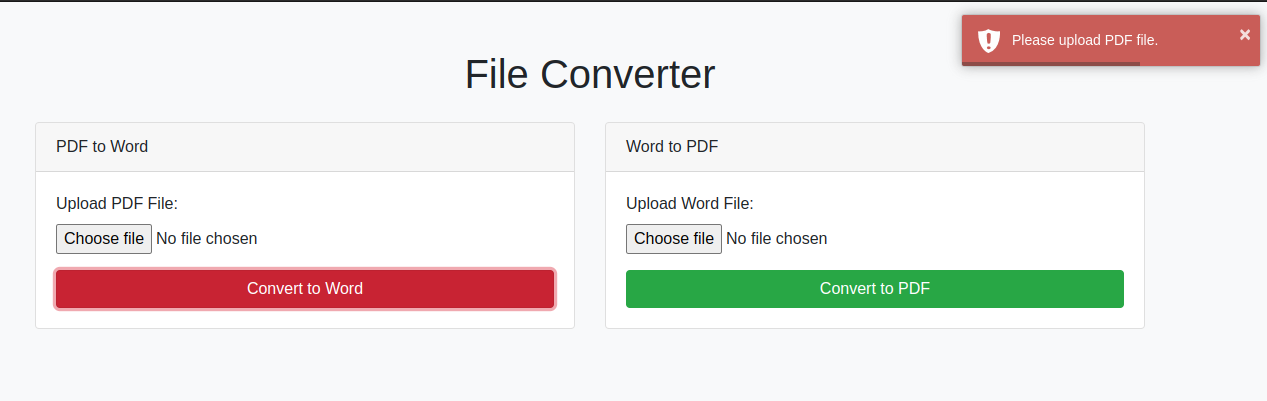 Please upload PDF file.
×
File Converter
PDF to Word
Upload PDF File:
Choose file No file chosen
Convert to Word
Word to PDF
Upload Word File:
Choose file No file chosen
Convert to PDF